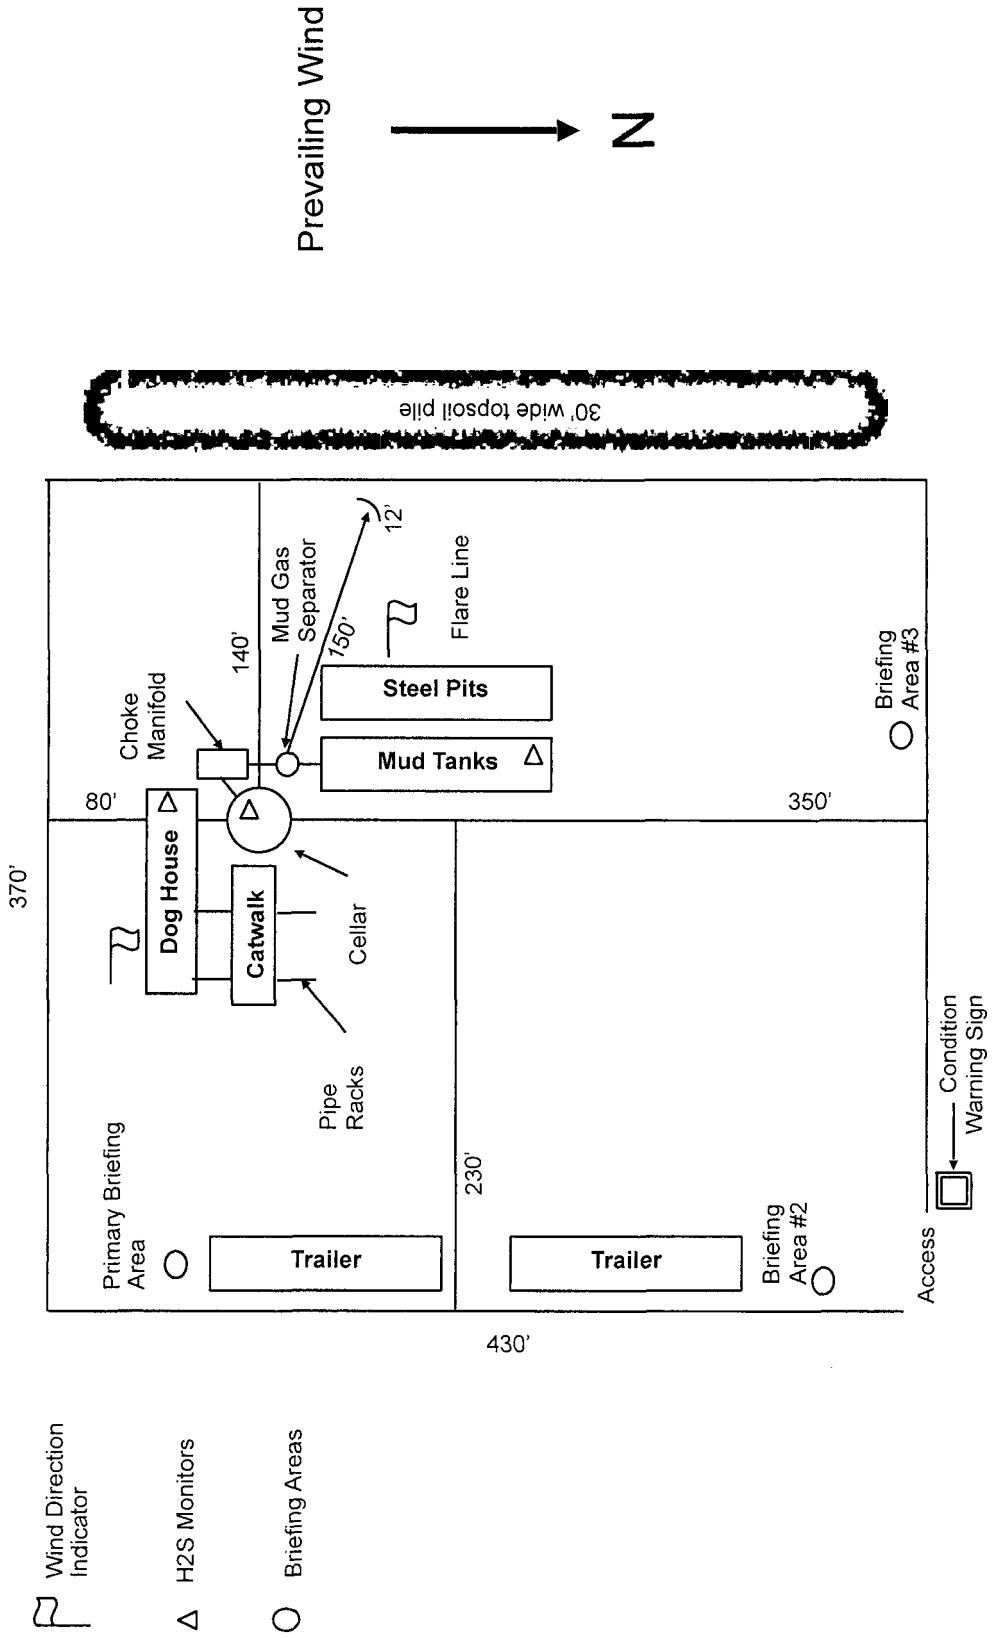 Prevailing Wind
N
30' wide topsoil pile
370'
80'
140'
Choke
Manifold
Mud Gas
Separator
150'
12'
Flare Line
Steel Pits
Mud Tanks
Dog House
Catwalk
Cellar
Pipe
Racks
350'
Briefing
Area #3
Primary Briefing
Area
Trailer
230'
Trailer
Briefing
Area #2
Access
Condition
Warning Sign
430'
Wind Direction
Indicator
H2S Monitors
Briefing Areas